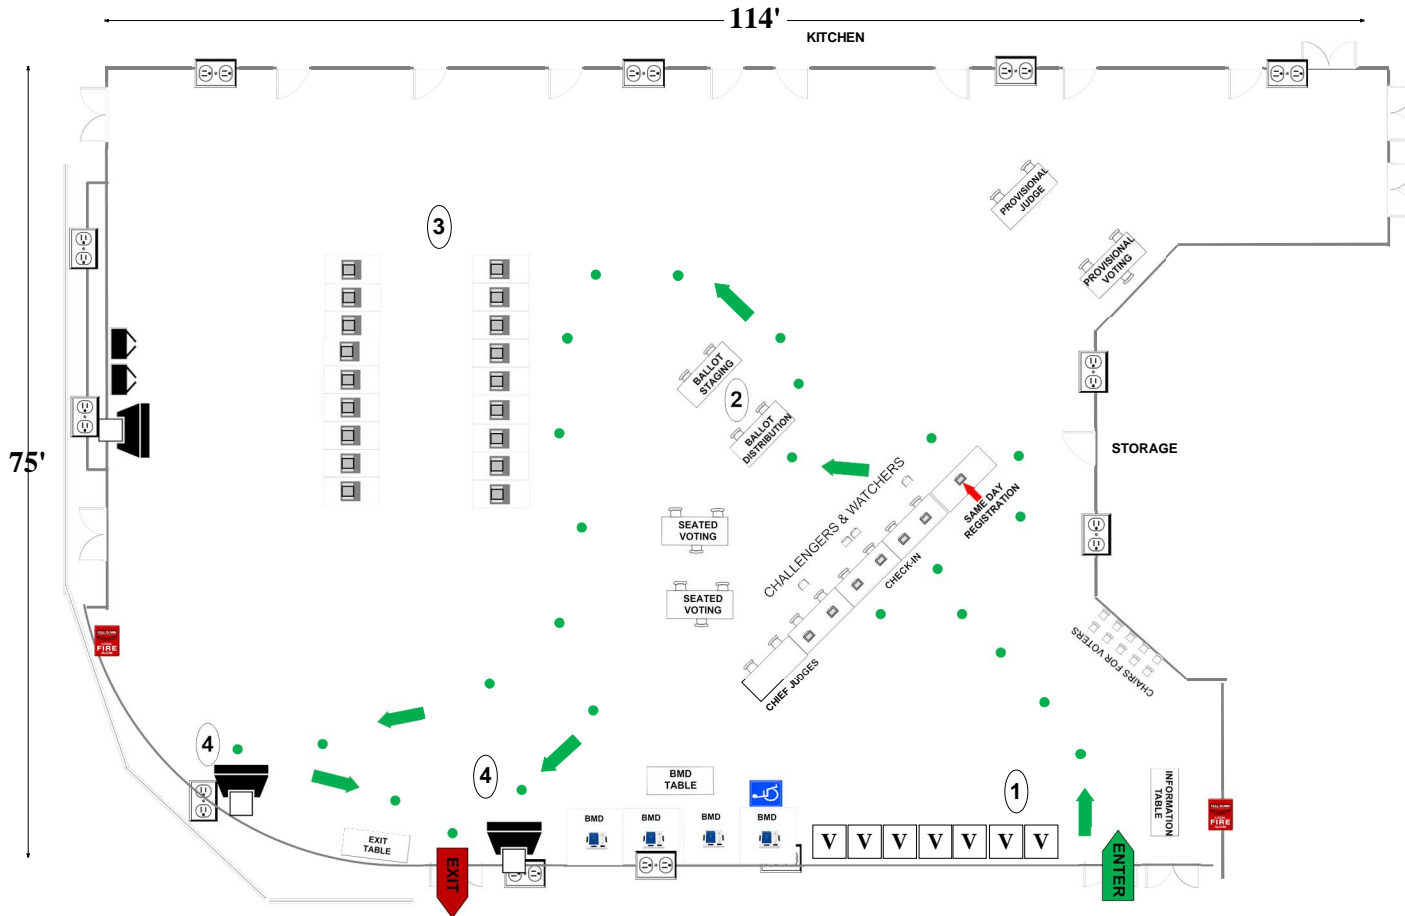 114'
KITCHEN
PROVISIONAL
JUDGE
PROVISIONAL
VOTING
3
BALLOT
STAGING
2
BALLOT
DISTRIBUTION
75'
STORAGE
CHALLENGERS & WATCHERS
SAME DAY
REGISTRATION
SEATED
VOTING
CHECK-IN
SEATED
VOTING
FIRE
CHAIRS FOR VOTERS
CHIEF JUDGES
4
4
BMD
TABLE
1
INFORMATION
TABLE
FIRE
BMD
BMD
BMD
BMD
V V V V V V V
EXIT
TABLE
EXIT
ENTER